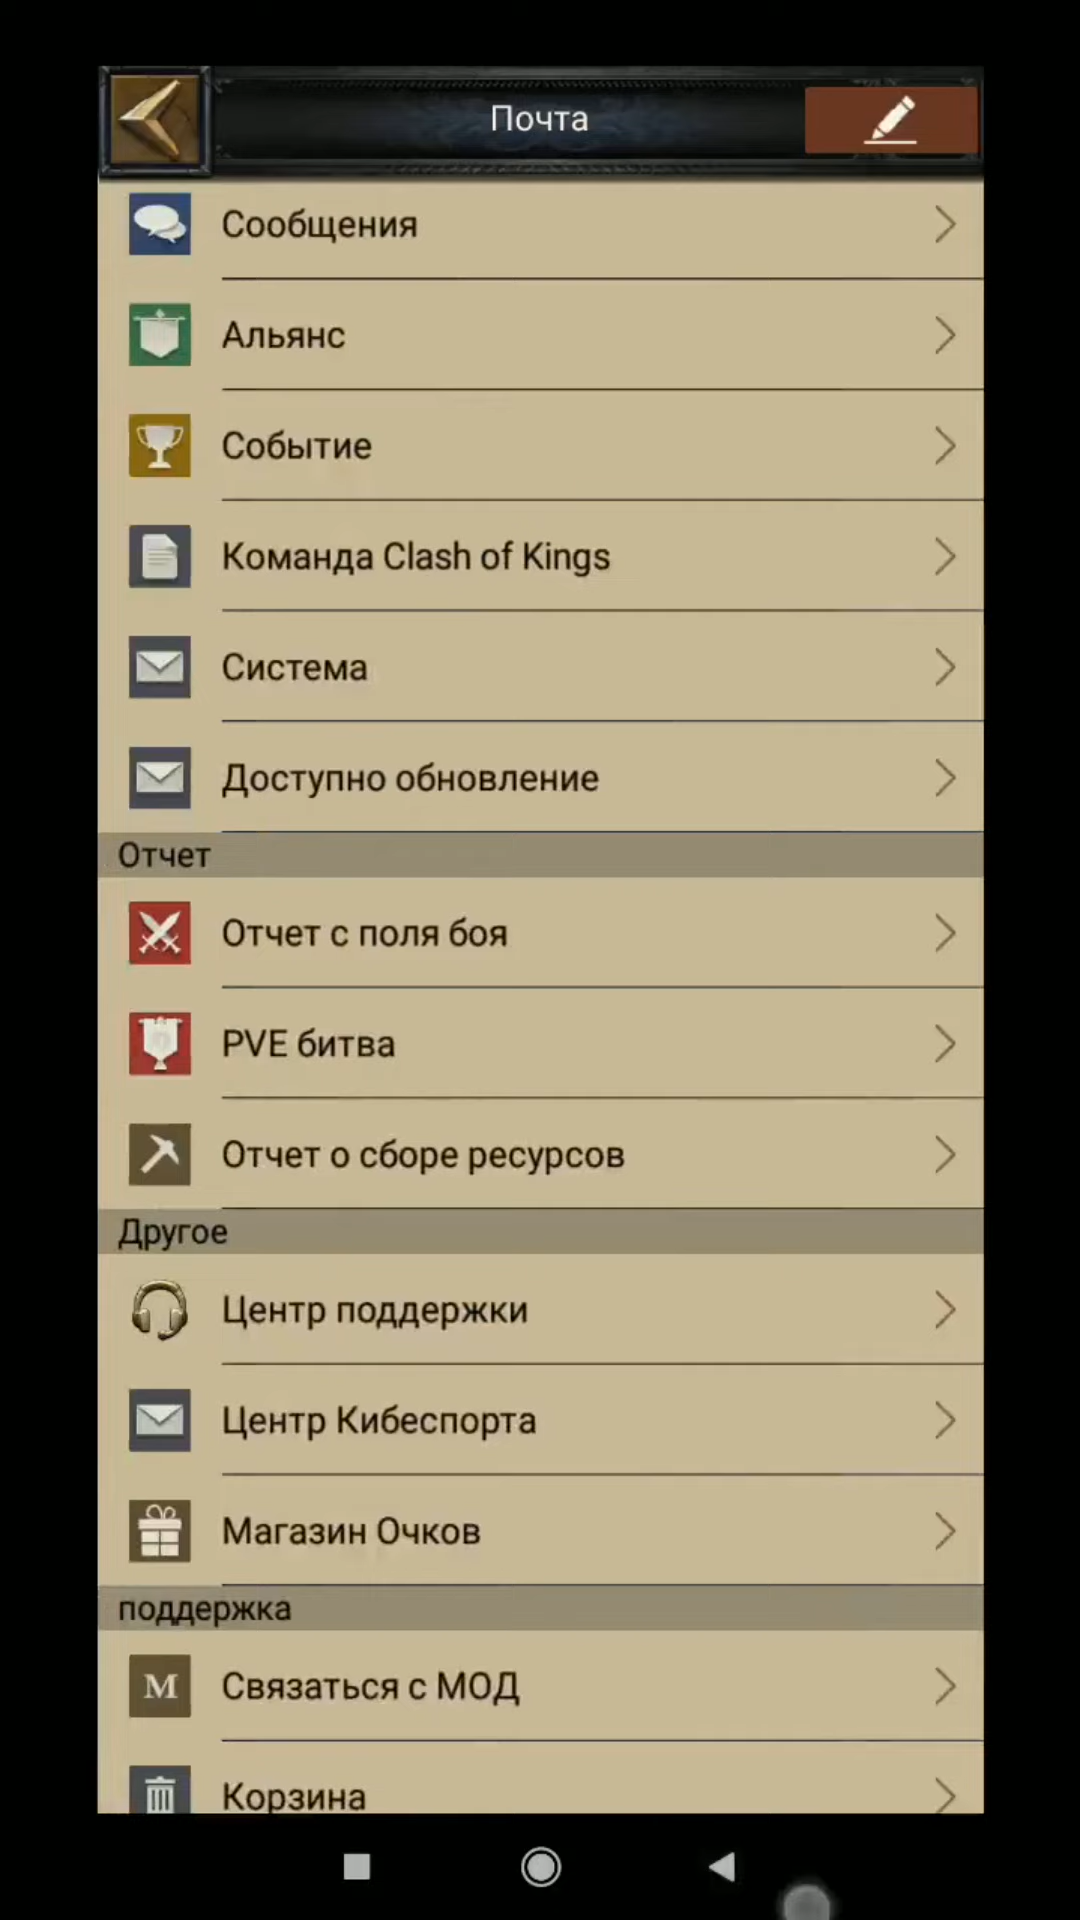 Почта
Сообщения
Альянс
Событие
Команда Clash of Kings
Система
Доступно обновление
Отчет
Отчет с поля боя
PVE битва
Отчет о сборе ресурсов
Другое
Центр поддержки
Центр Кибеспорта
Магазин Очков
поддержка
M
Связаться с МОД
Корзина